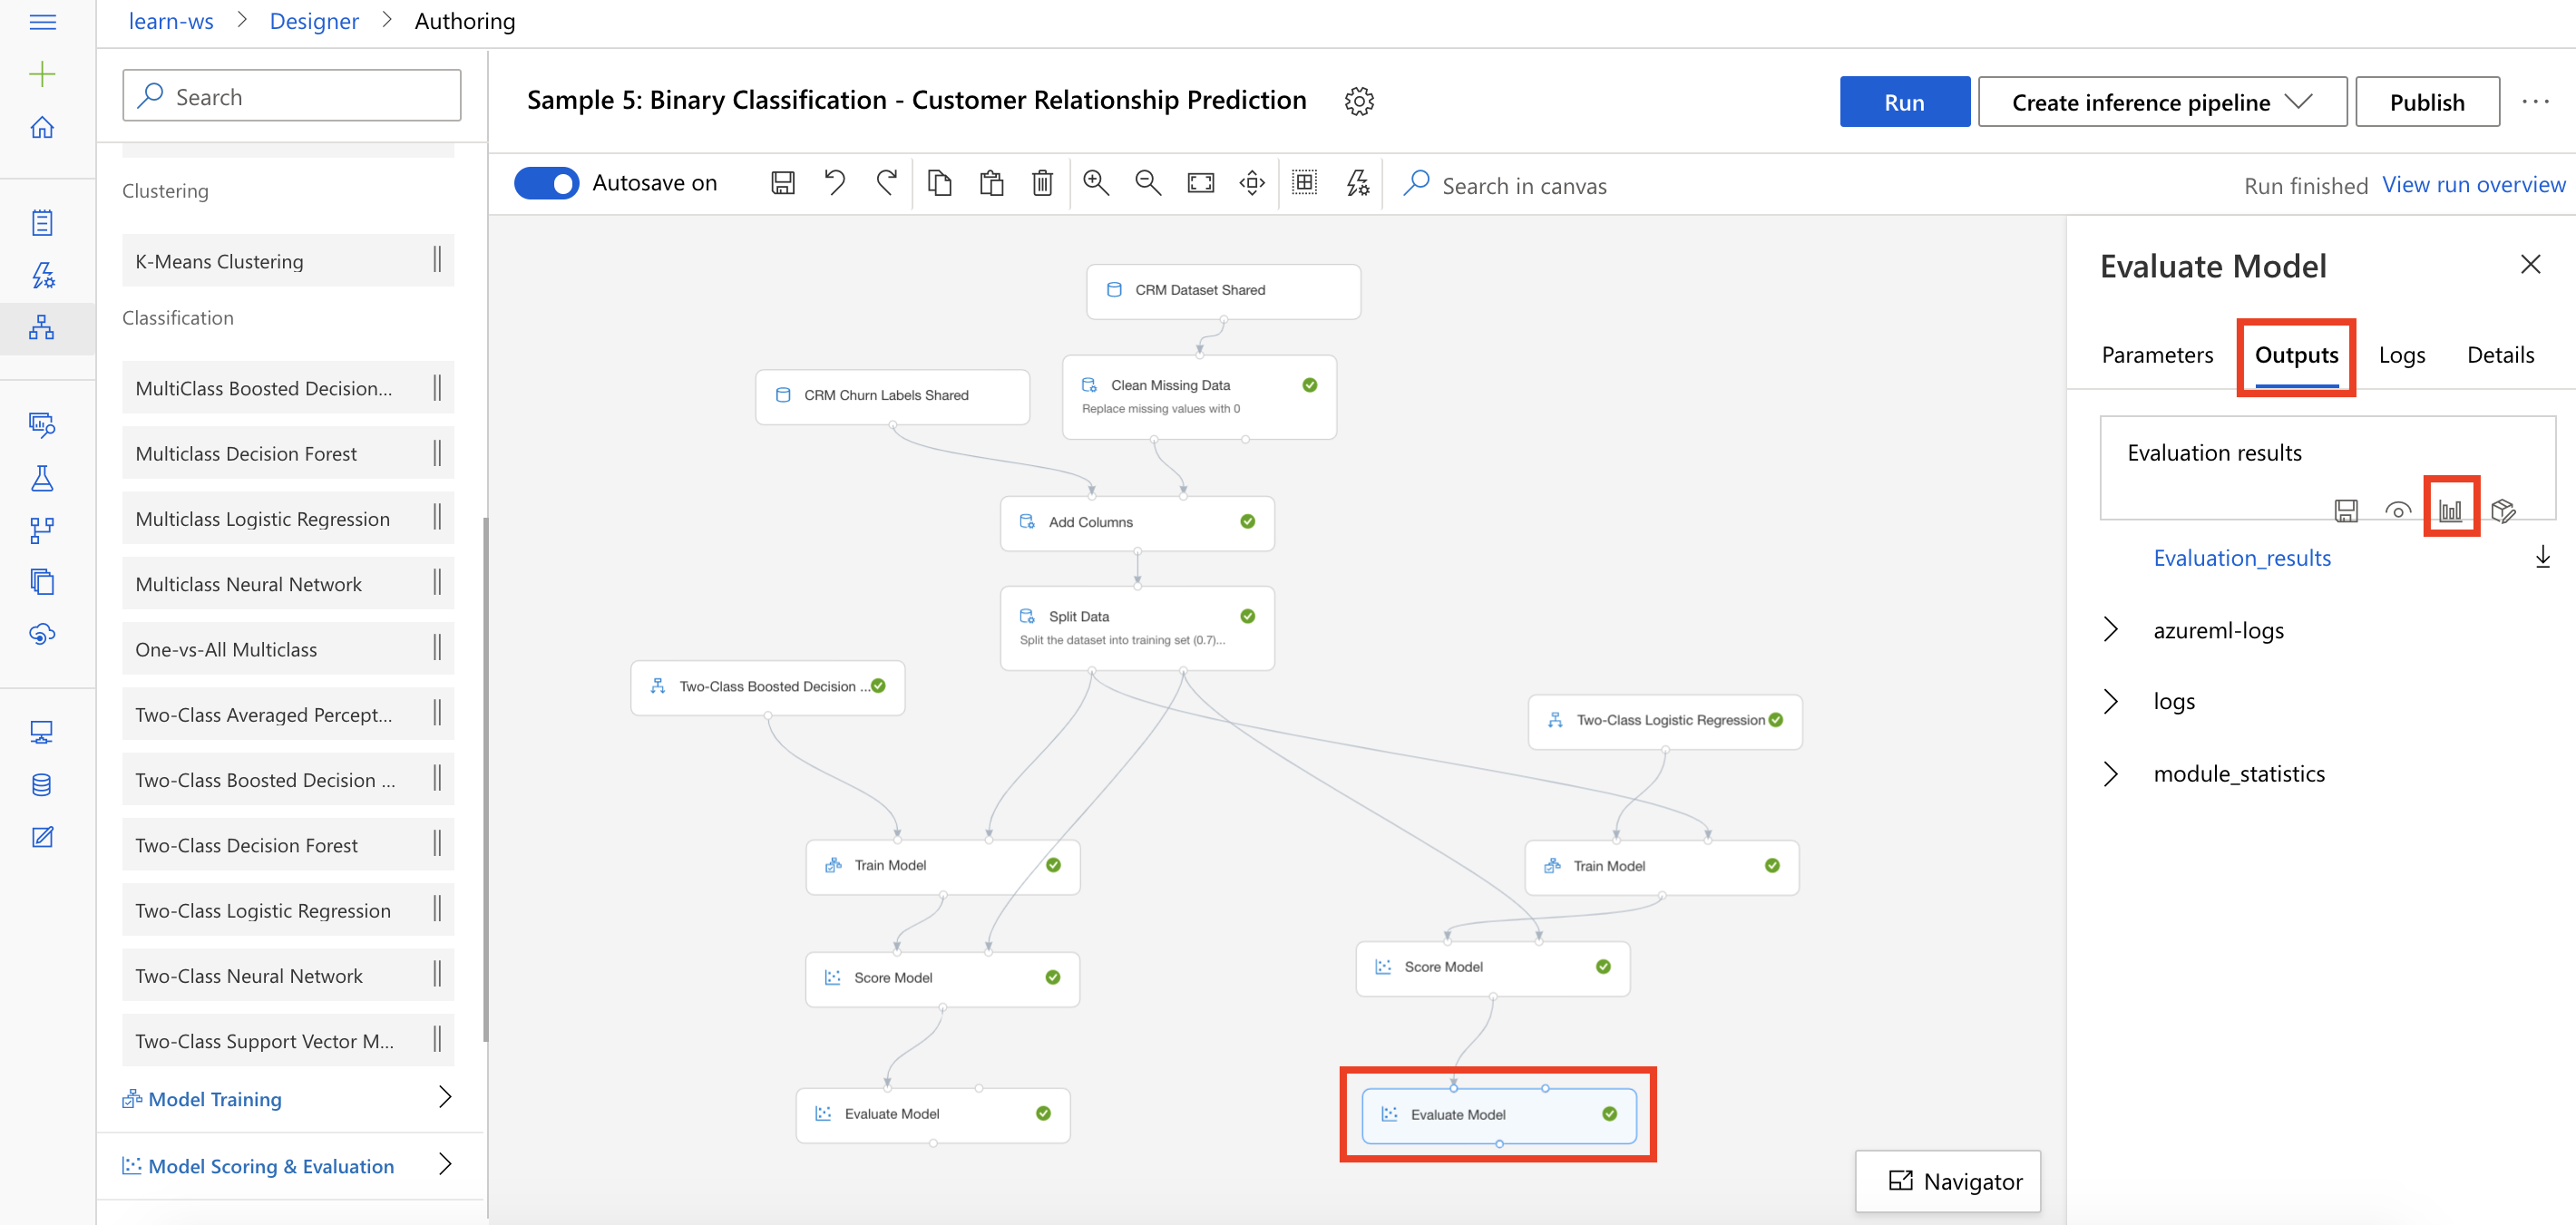 learn-ws > Designer > Authoring
Search
Clustering
K-Means Clustering
Classification
MultiClass Boosted Decision...
Multiclass Decision Forest
Multiclass Logistic Regression
Multiclass Neural Network
One-vs-All Multiclass
Two-Class Averaged Percept...
Two-Class Boosted Decision ...
Two-Class Decision Forest
Two-Class Logistic Regression
Two-Class Neural Network
Two-Class Support Vector M...
Model Training
Model Scoring & Evaluation
Sample 5: Binary Classification - Customer Relationship Prediction
Run
Create inference pipeline
Publish
Autosave on
Search in canvas
Run finished View run overview
CRM Dataset Shared
CRM Churn Labels Shared
Clean Missing Data
Replace missing values with 0
Add Columns
Split Data
Split the dataset into training set (0.7)...
Two-Class Boosted Decision ...
Two-Class Logistic Regression
Train Model
Train Model
Score Model
Score Model
Evaluate Model
Evaluate Model
Navigator
Evaluate Model
Parameters Outputs Logs Details
Evaluation results
Evaluation_results
azureml-logs
logs
module_statistics